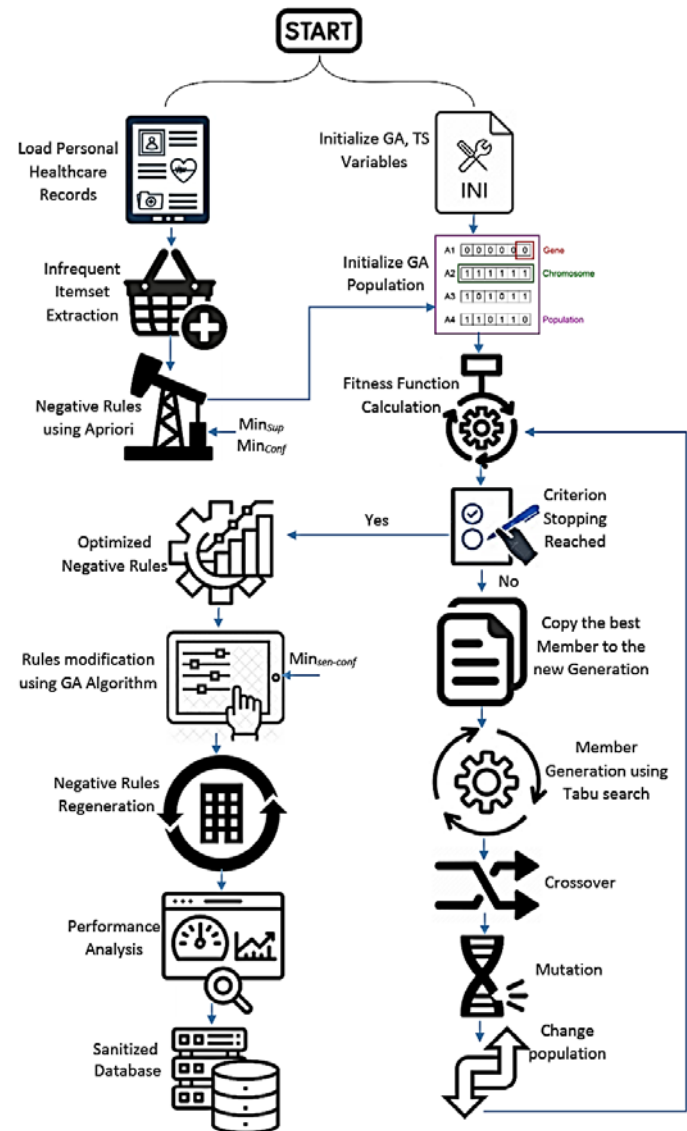 START
Load Personal
Healthcare
Records
Initialize GA, TS
Variables
INI
Infrequent
Itemset
Extraction
Initialize GA
Population
A1 0 0 0 0 0 0 Gene
A2 1 1 1 1 1 1 Chromosome
A3 1 0 1 0 1 1
A4 1 1 0 1 1 0 Population
Negative Rules
using Apriori
MinSup
MinConf
Fitness Function
Calculation
Criterion
Stopping
Reached
Yes
No
Optimized
Negative Rules
Copy the best
Member to the
new Generation
Rules modification
using GA Algorithm
Minsen-conf
Member
Generation using
Tabu search
Negative Rules
Regeneration
Crossover
Performance
Analysis
Mutation
Sanitized
Database
Change
population